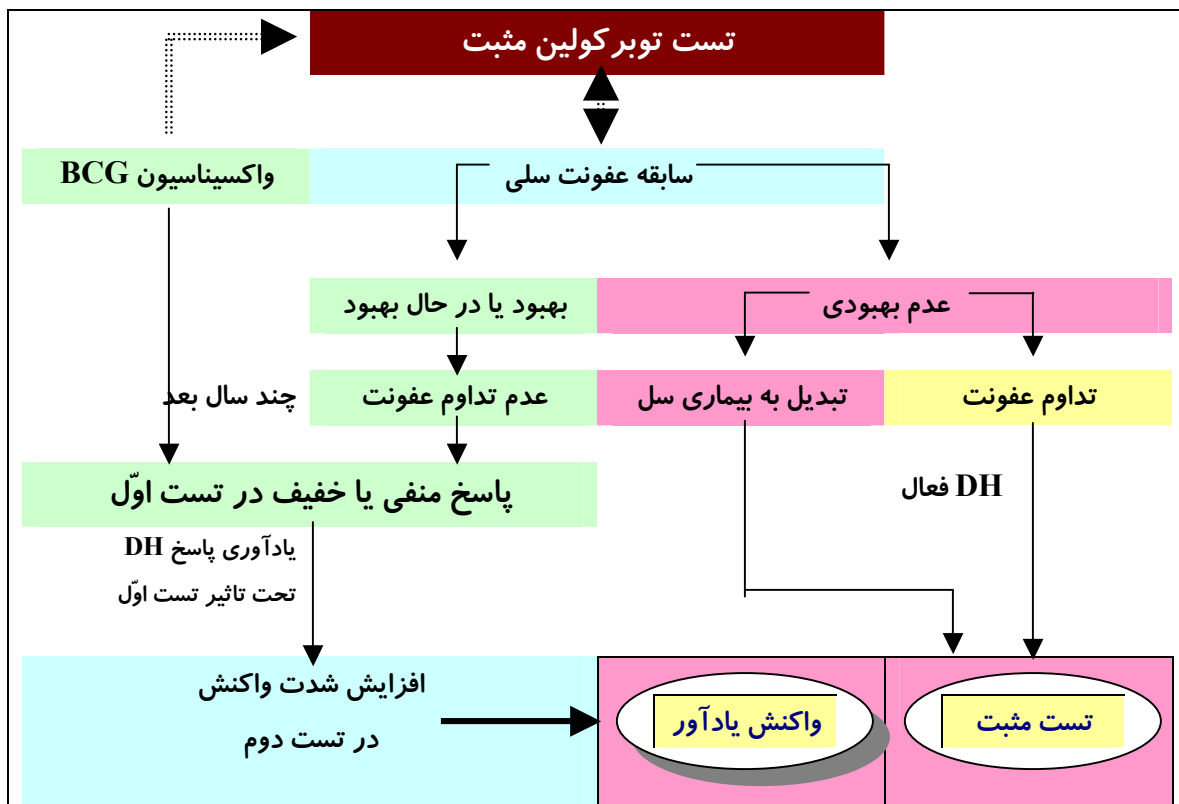 تست توبرکولین مثبت
سابقه عفونت سلی
واکسیناسیون BCG
عدم بهبودی
بهبود یا در حال بهبود
تداوم عفونت
تبدیل به بیماری سل
عدم تداوم عفونت
چند سال بعد
DH فعال
پاسخ منفی یا خفیف در تست اوّل
یادآوری پاسخ DH
تحت تاثیر تست اوّل
افزایش شدت واکنش
در تست دوم
واکنش یادآور
تست مثبت